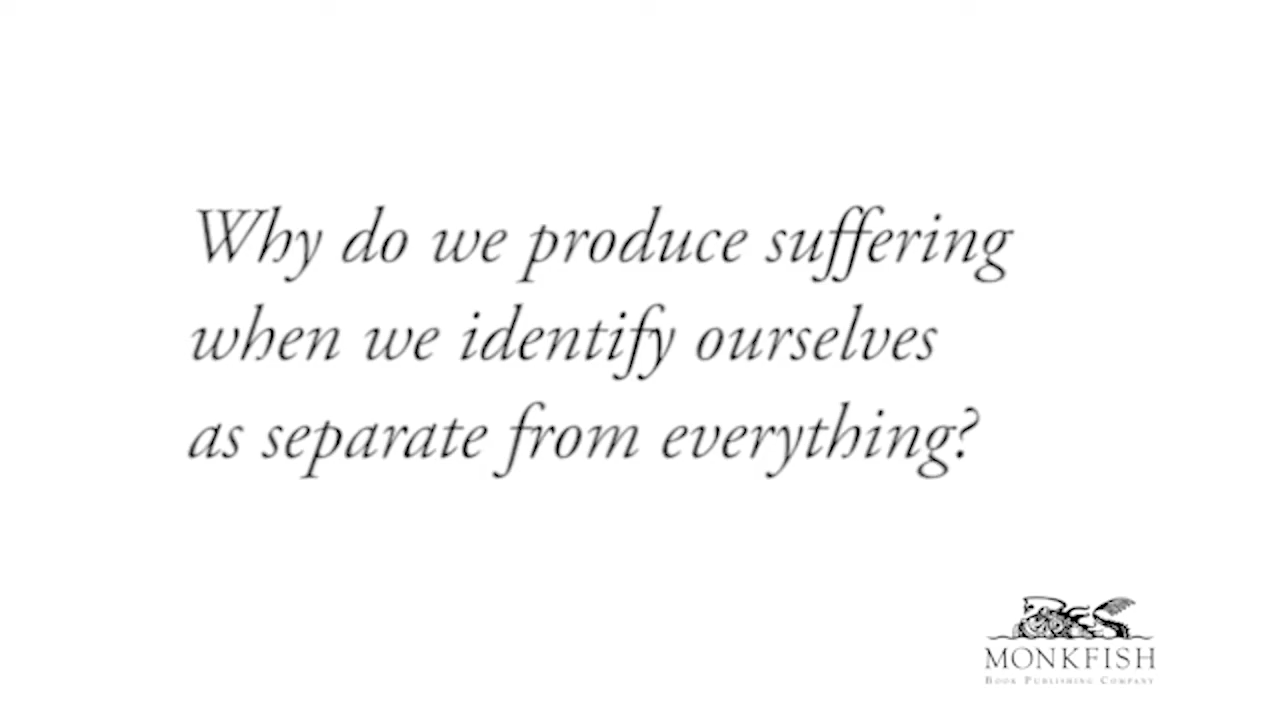 Why do we produce suffering
when we identify ourselves
as separate from everything?
MONKFISH
BOOK PUBLISHING COMPANY